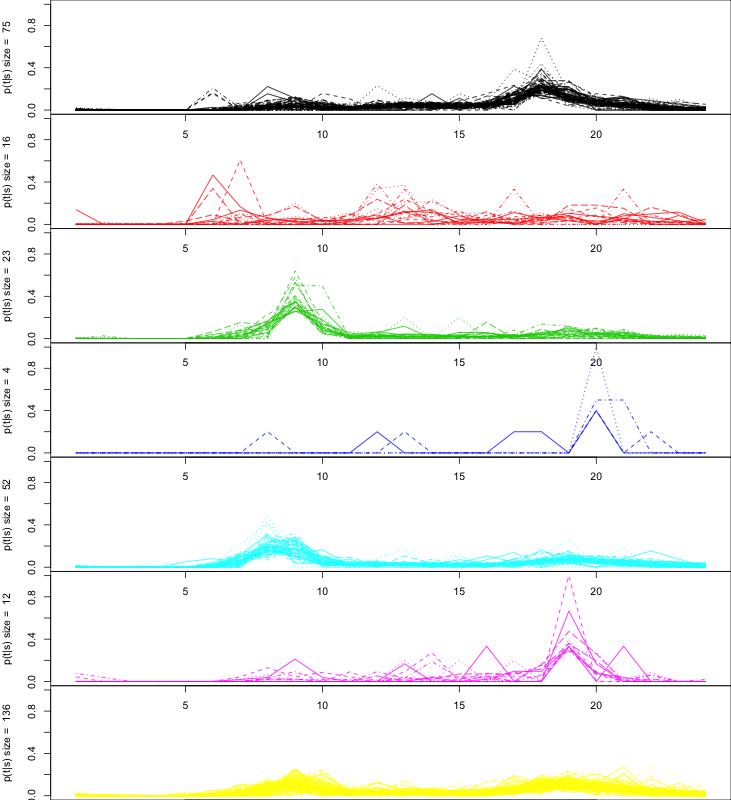 p(t|s) size = 75
0.0 0.4 0.8
5 10 15 20
p(t|s) size = 16
0.0 0.4 0.8
5 10 15 20
p(t|s) size = 23
0.0 0.4 0.8
5 10 15 20
p(t|s) size = 4
0.0 0.4 0.8
5 10 15 20
p(t|s) size = 52
0.0 0.4 0.8
5 10 15 20
p(t|s) size = 12
0.0 0.4 0.8
5 10 15 20
p(t|s) size = 136
0.0 0.4 0.8